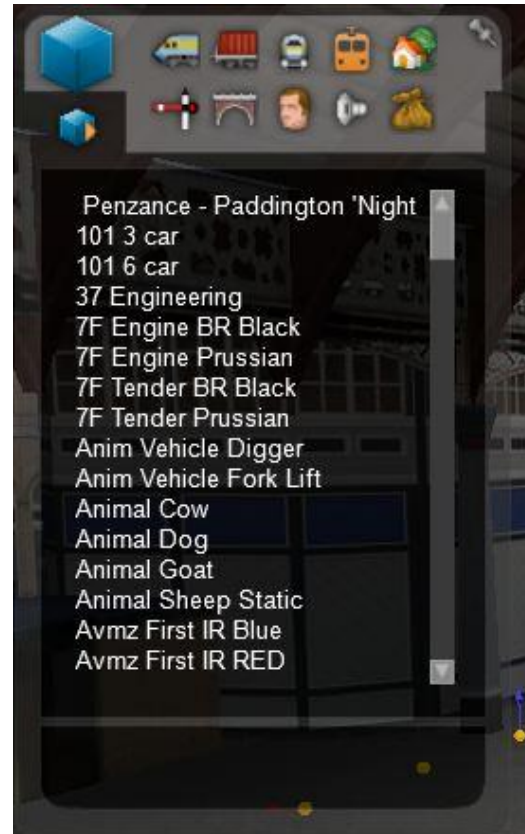 Penzance - Paddington 'Night
101 3 car
101 6 car
37 Engineering
7F Engine BR Black
7F Engine Prussian
7F Tender BR Black
7F Tender Prussian
Anim Vehicle Digger
Anim Vehicle Fork Lift
Animal Cow
Animal Dog
Animal Goat
Animal Sheep Static
Avmz First IR Blue
Avmz First IR RED